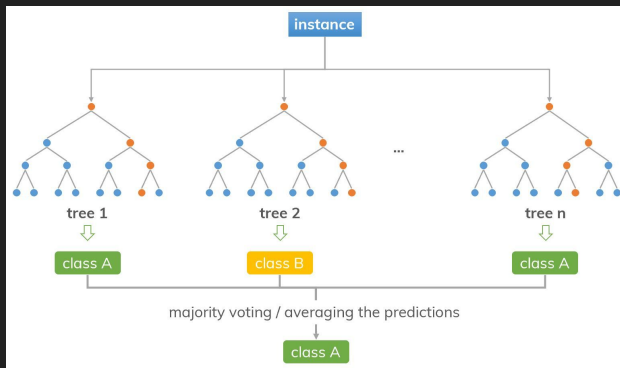 instance
...
tree 1
tree 2
tree n
class A
class B
class A
majority voting / averaging the predictions
class A